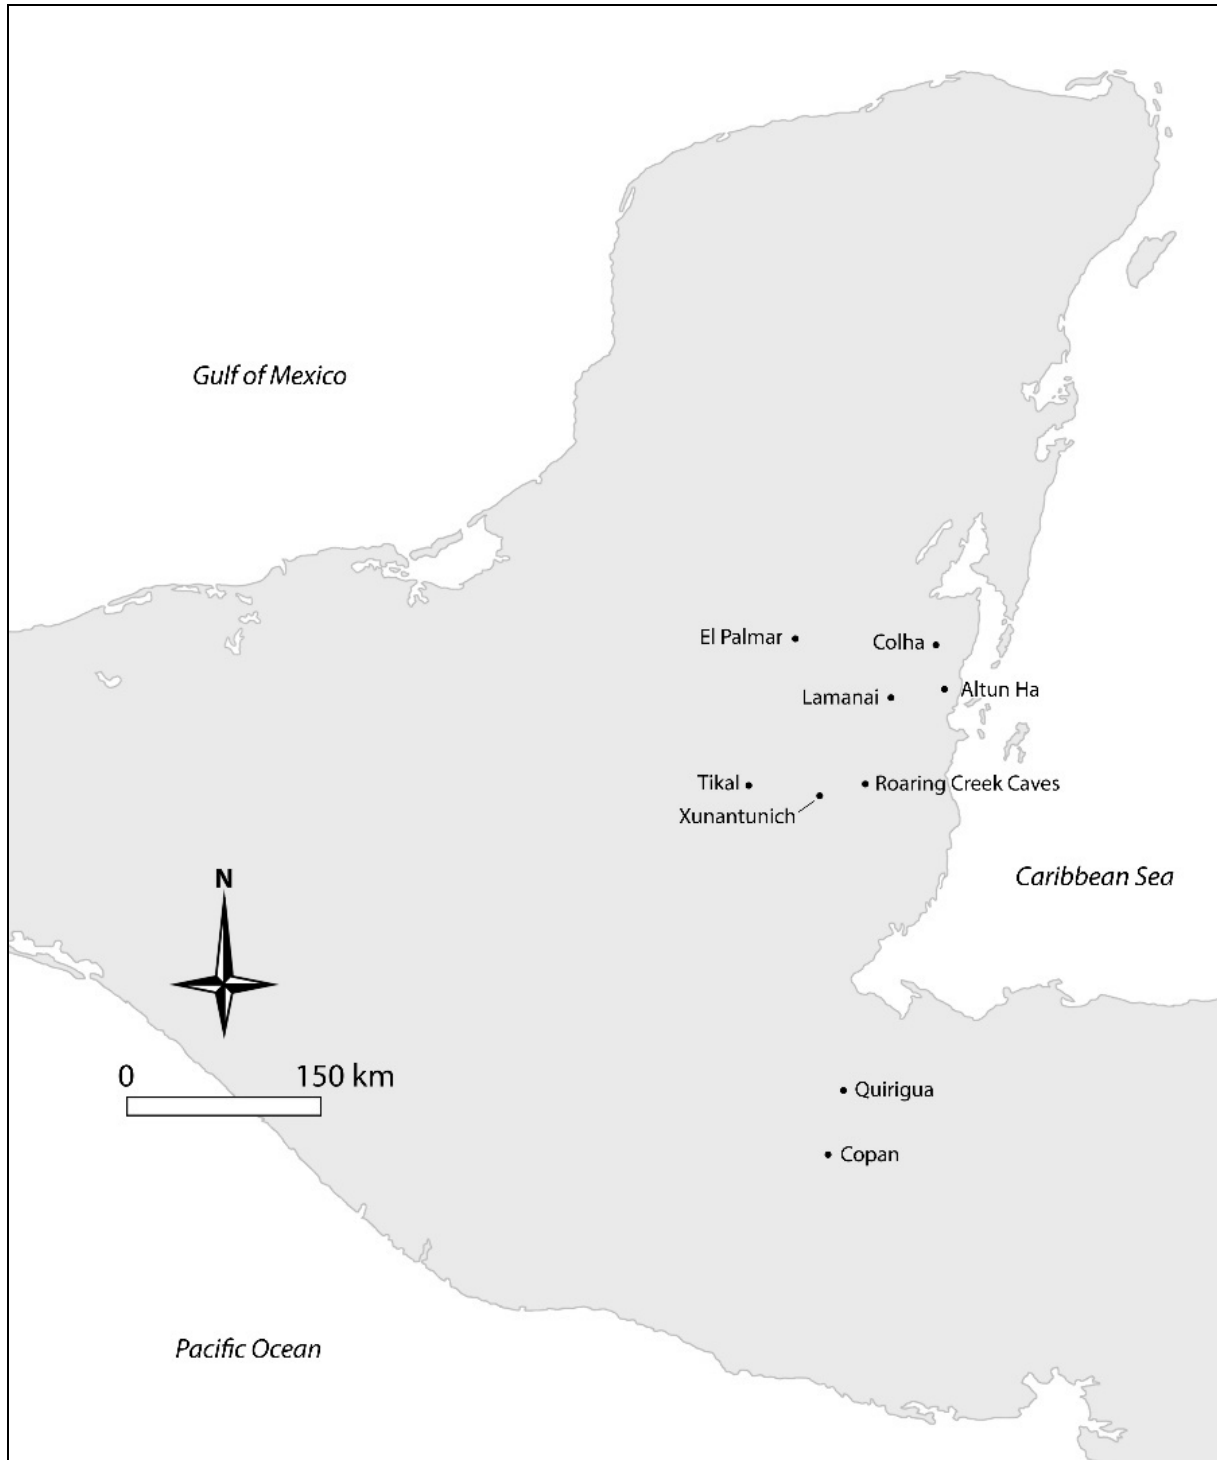 Gulf of Mexico
El Palmar
Colha
Altun Ha
Lamanai
Tikal
Roaring Creek Caves
Xunantunich
N
Caribbean Sea
0 150 km
Quirigua
Copan
Pacific Ocean